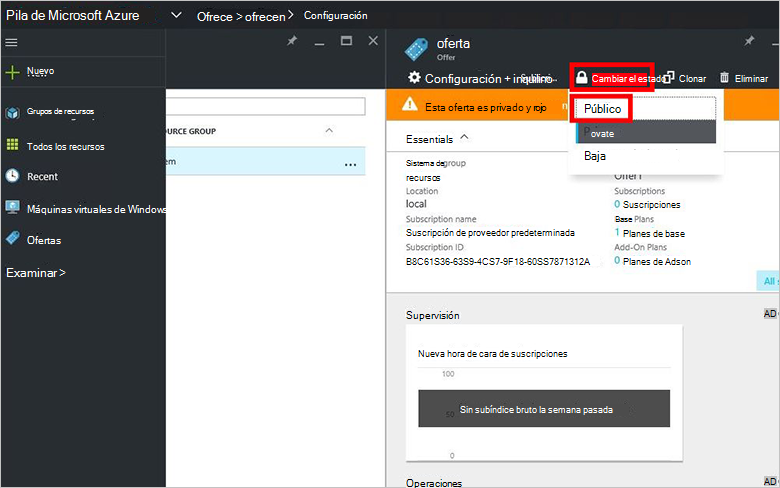 Pila de Microsoft Azure Ofrece > ofrecen Configuración
Nuevo
Grupos de recursos
Todos los recursos
Recent
Máquinas virtuales de Windows
Ofertas
Examinar >
OURCE GROUP
em
...
oferta
Offer
Configuración + inquilino
Cambiar el estado
Clonar
Eliminar
Esta oferta es privado y rojo
Público
ovate
Baja
Essentials
Sistema de group
recursos
Location
local
Subscription name
Suscripción de proveedor predeterminada
Subscription ID
B8C61S36-63S9-4CS7-9F18-60SS7871312A
Offer1
Subscriptions
0 Suscripciones
Base Plans
1 Planes de base
Add-On Plans
0 Planes de Adson
All s
Supervisión
AD
Nueva hora de cara de suscripciones
100
50
Sin subíndice bruto la semana pasada
0
Operaciones
AD